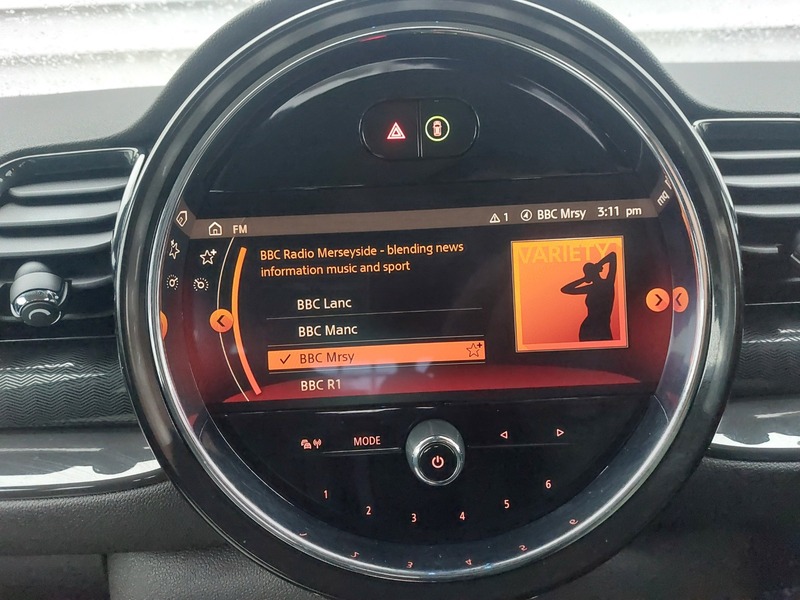 FM
1
BBC Mrsy
3:11 pm
BBC Radio Merseyside - blending news
information music and sport
VARIETY
BBC Lanc
BBC Manc
BBC Mrsy
BBC R1
MODE
1
2
3
4
5
6